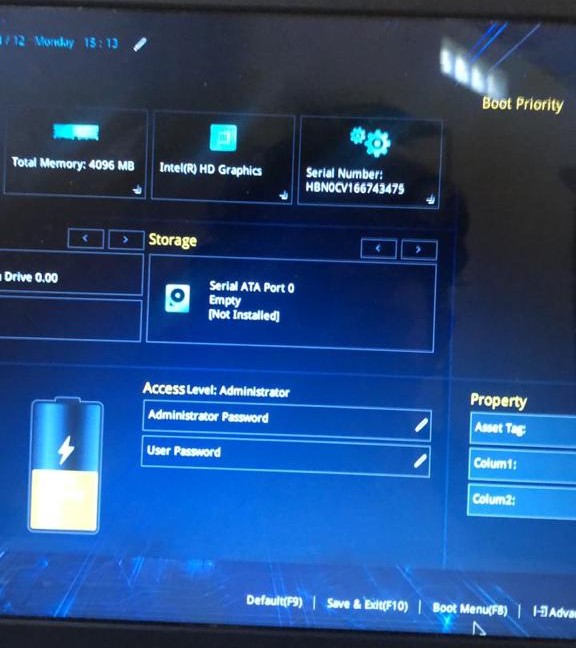 /12 Monday 15:13
Boot Priority
Total Memory: 4096 MB
Intel(R) HD Graphics
Serial Number:
HBN0CV166743475
Storage
Drive 0.00
Serial ATA Port 0
Empty
[Not Installed]
Access Level: Administrator
Administrator Password
User Password
Property
Asset Tag:
Colum1:
Colum2:
Default(F9) | Save & Exit(F10) | Boot Menu(F8) |